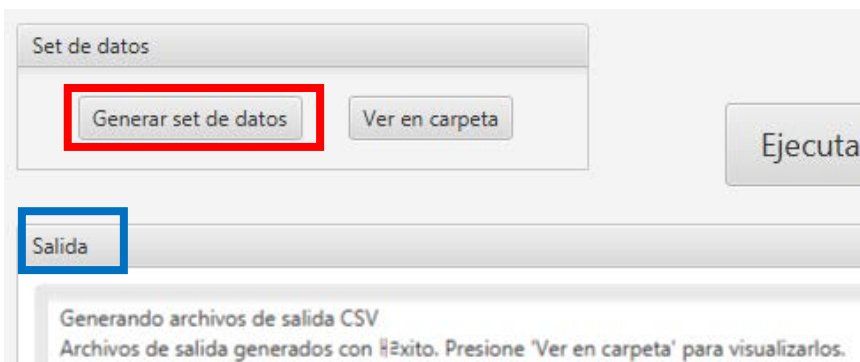 Set de datos
Generar set de datos
Ver en carpeta
Ejecuta
Salida
Generando archivos de salida CSV
Archivos de salida generados con xito. Presione 'Ver en carpeta' para visualizarlos.